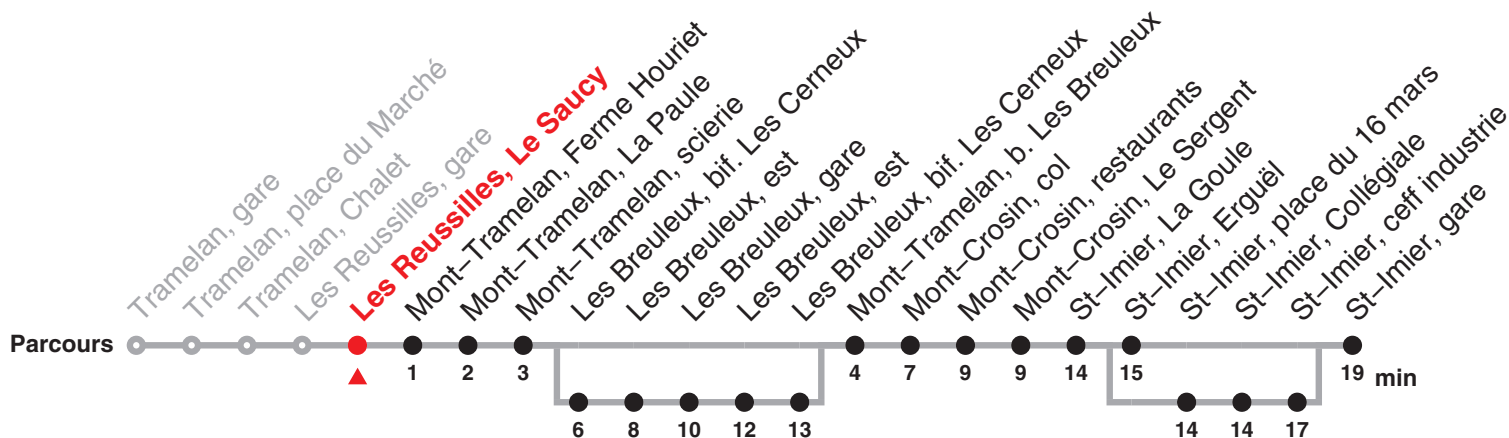 Tramelan, gare
Tramelan, place du Marché
Tramelan, Chalet
Les Reussilles, gare
Les Reussilles, Le Saucy
Mont–Tramelan, Ferme Houriet
Mont–Tramelan, La Paule
Mont–Tramelan, scierie
Les Breuleux, bif. Les Cerneux
Les Breuleux, est
Les Breuleux, gare
Les Breuleux, est
Les Breuleux, bif. Les Cerneux
Mont–Tramelan, b. Les Breuleux
Mont–Crosin, col
Mont–Crosin, restaurants
Mont–Crosin, Le Sergent
St–Imier, La Goule
St–Imier, Erguël
St–Imier, place du 16 mars
St–Imier, Collégiale
St–Imier, ceff industrie
St–Imier, gare
Parcours
1 2 3 4 7 9 9 14 15 19 min
6 8 10 12 13 14 14 17